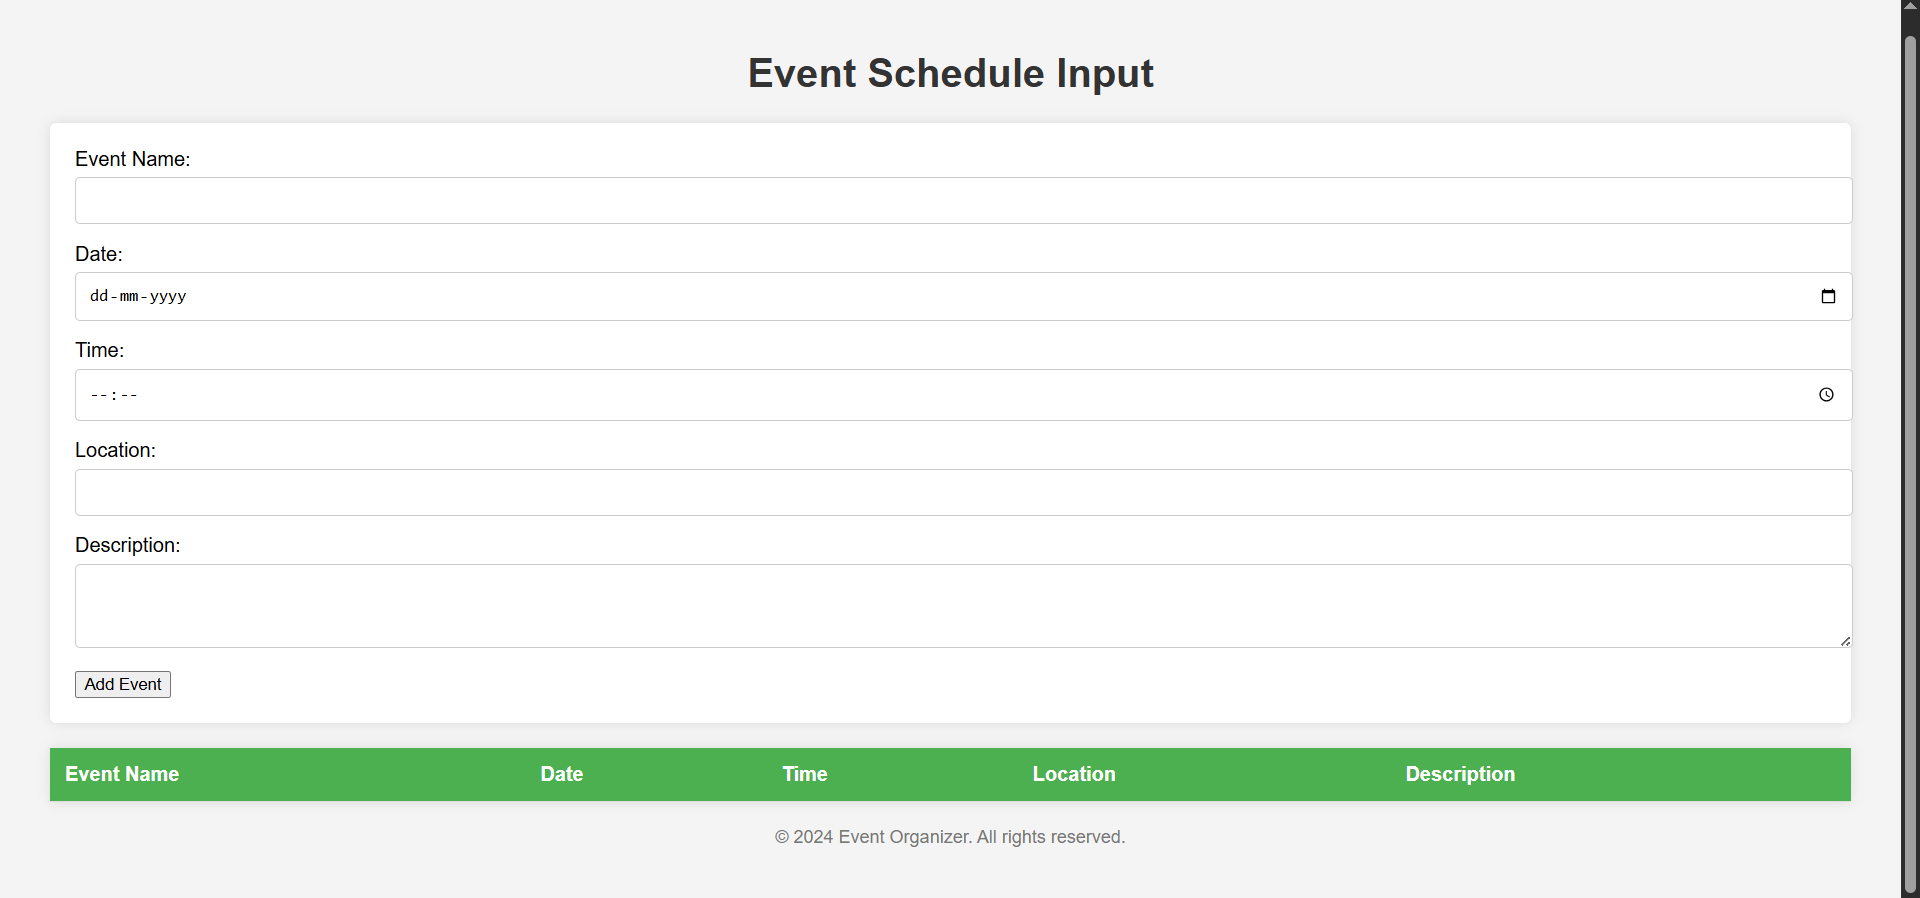 Event Schedule Input
Event Name:
Date:
dd-mm-yyyy
Time:
--:--
Location:
Description:
Add Event
Event Name Date Time Location Description
© 2024 Event Organizer. All rights reserved.